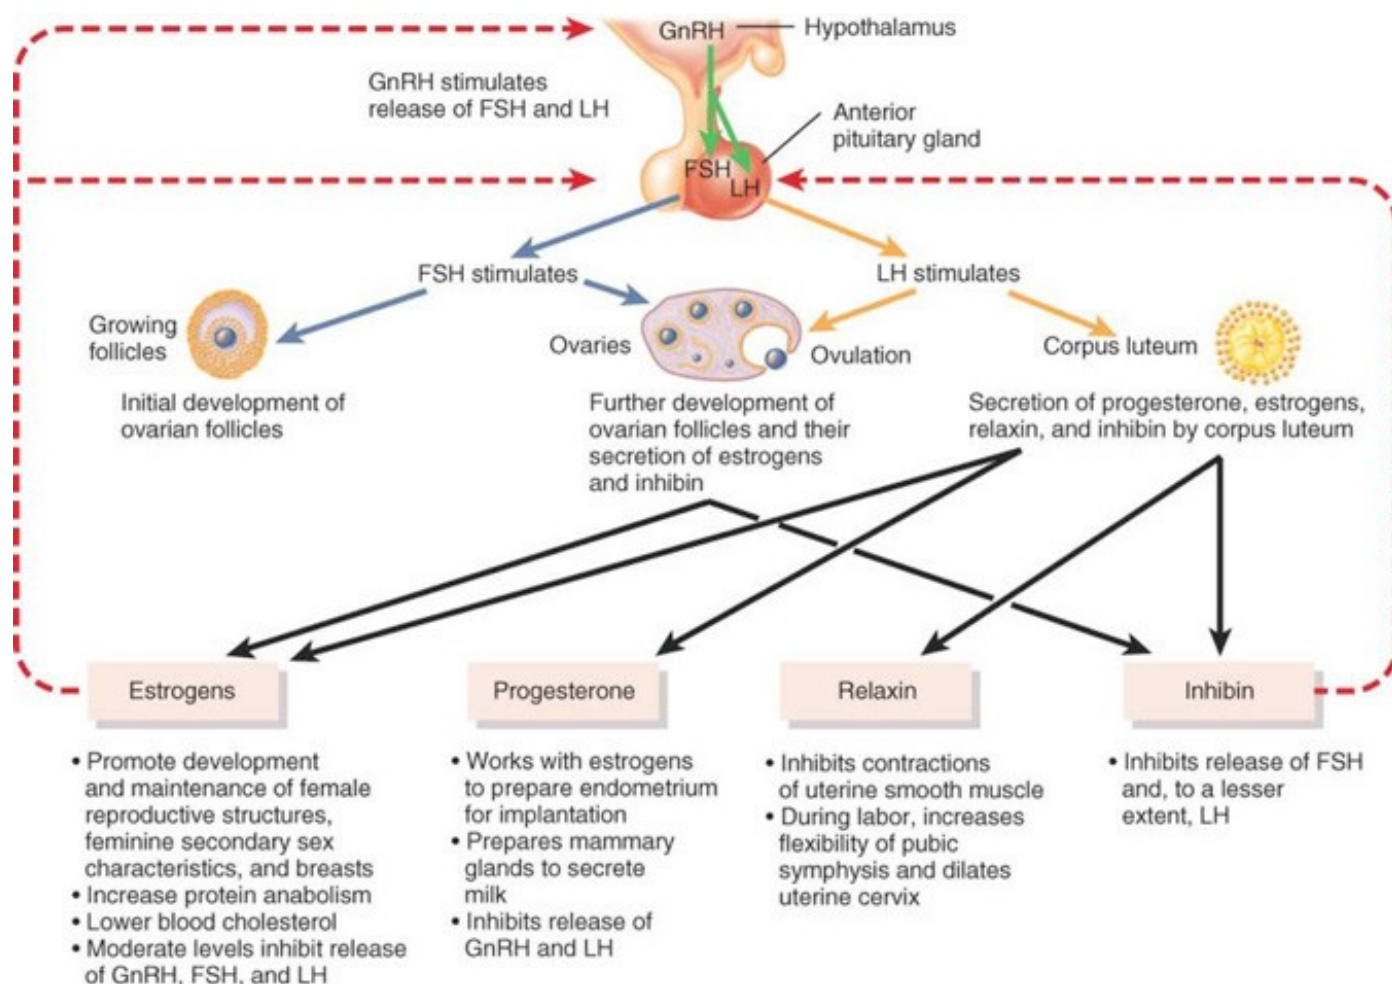 GnRH
Hypothalamus
GnRH stimulates
release of FSH and LH
Anterior
pituitary gland
FSH
LH
FSH stimulates
LH stimulates
Growing
follicles
Ovaries
Ovulation
Corpus luteum
Initial development of
ovarian follicles
Further development of
ovarian follicles and their
secretion of estrogens
and inhibin
Secretion of progesterone, estrogens,
relaxin, and inhibin by corpus luteum
Estrogens
• Promote development
and maintenance of female
reproductive structures,
feminine secondary sex
characteristics, and breasts
• Increase protein anabolism
• Lower blood cholesterol
• Moderate levels inhibit release
of GnRH, FSH, and LH
Progesterone
• Works with estrogens
to prepare endometrium
for implantation
• Prepares mammary
glands to secrete
milk
• Inhibits release of
GnRH and LH
Relaxin
• Inhibits contractions
of uterine smooth muscle
• During labor, increases
flexibility of pubic
symphysis and dilates
uterine cervix
Inhibin
• Inhibits release of FSH
and, to a lesser
extent, LH